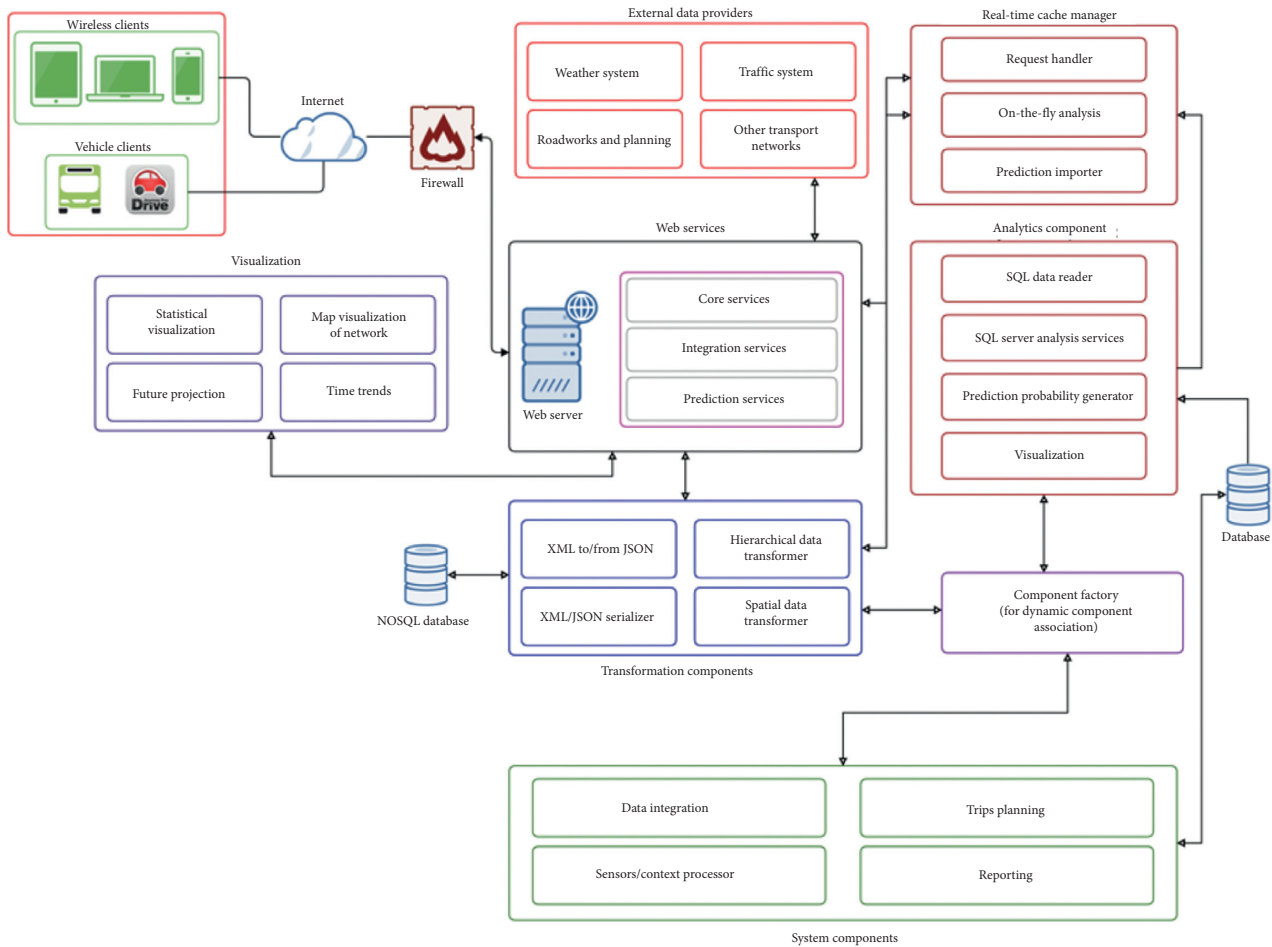 Wireless clients
Vehicle clients
Drive
Internet
Firewall
External data providers
Weather system
Traffic system
Roadworks and planning
Other transport
networks
Real-time cache manager
Request handler
On-the-fly analysis
Prediction importer
Web services
Web server
Core services
Integration services
Prediction services
Analytics component
SQL data reader
SQL server analysis services
Prediction probability generator
Visualization
Visualization
Statistical
visualization
Map visualization
of network
Future projection
Time trends
Database
NOSQL database
XML to/from JSON
Hierarchical data
transformer
XML/JSON serializer
Spatial data
transformer
Transformation components
Component factory
(for dynamic component
association)
Data integration
Trips planning
Sensors/context processor
Reporting
System components